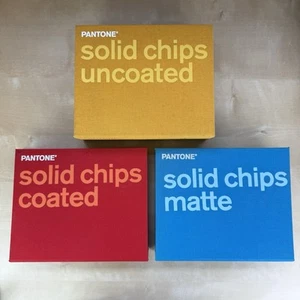 PANTONE®
solid chips
uncoated
PANTONE®
solid chips
coated
PANTONE®
solid chips
matte